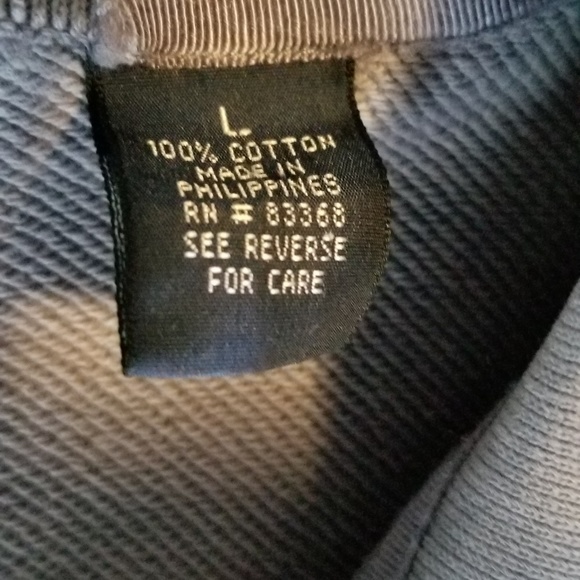 L.
100% COTTON
MADE IN
PHILIPPINES
RN # 83368
SEE REVERSE
FOR CARE